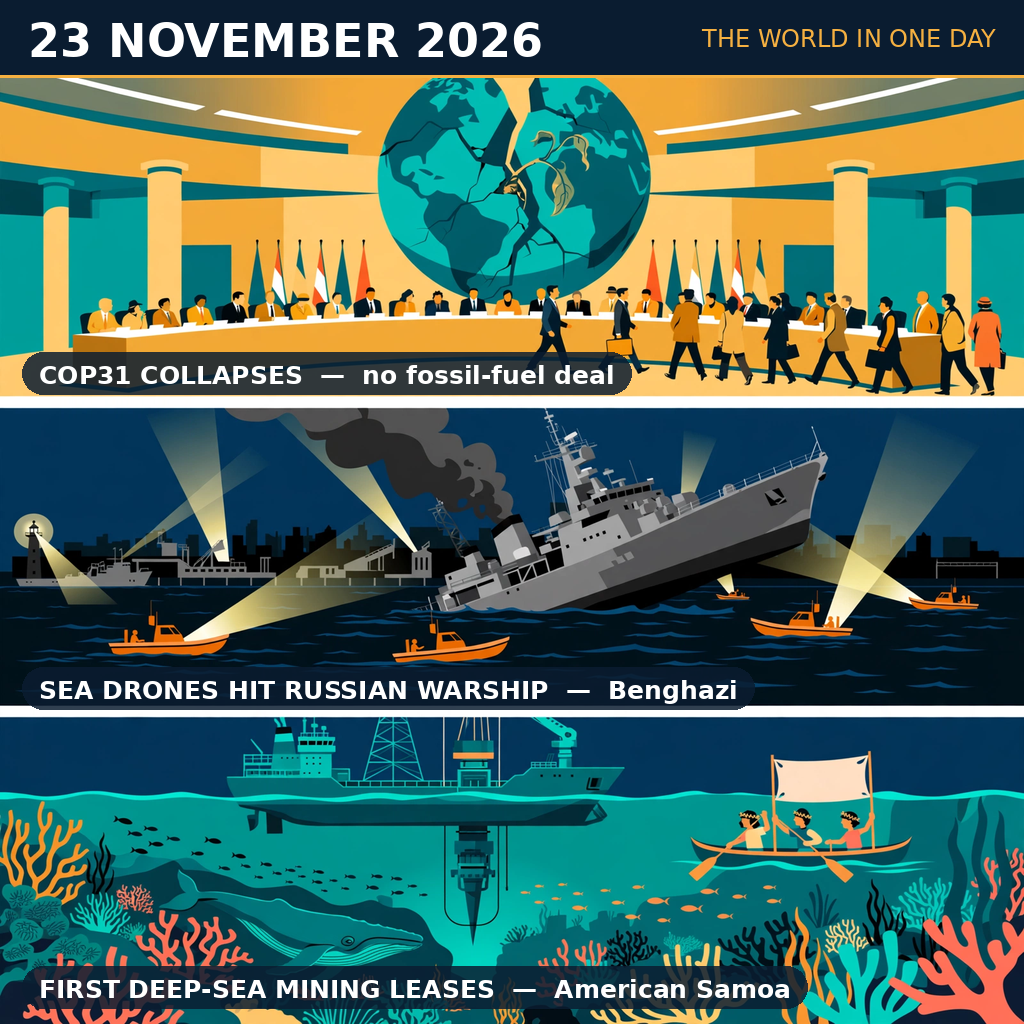 23 NOVEMBER 2026
THE WORLD IN ONE DAY
COP31 COLLAPSES — no fossil-fuel deal
SEA DRONES HIT RUSSIAN WARSHIP — Benghazi
FIRST DEEP-SEA MINING LEASES — American Samoa